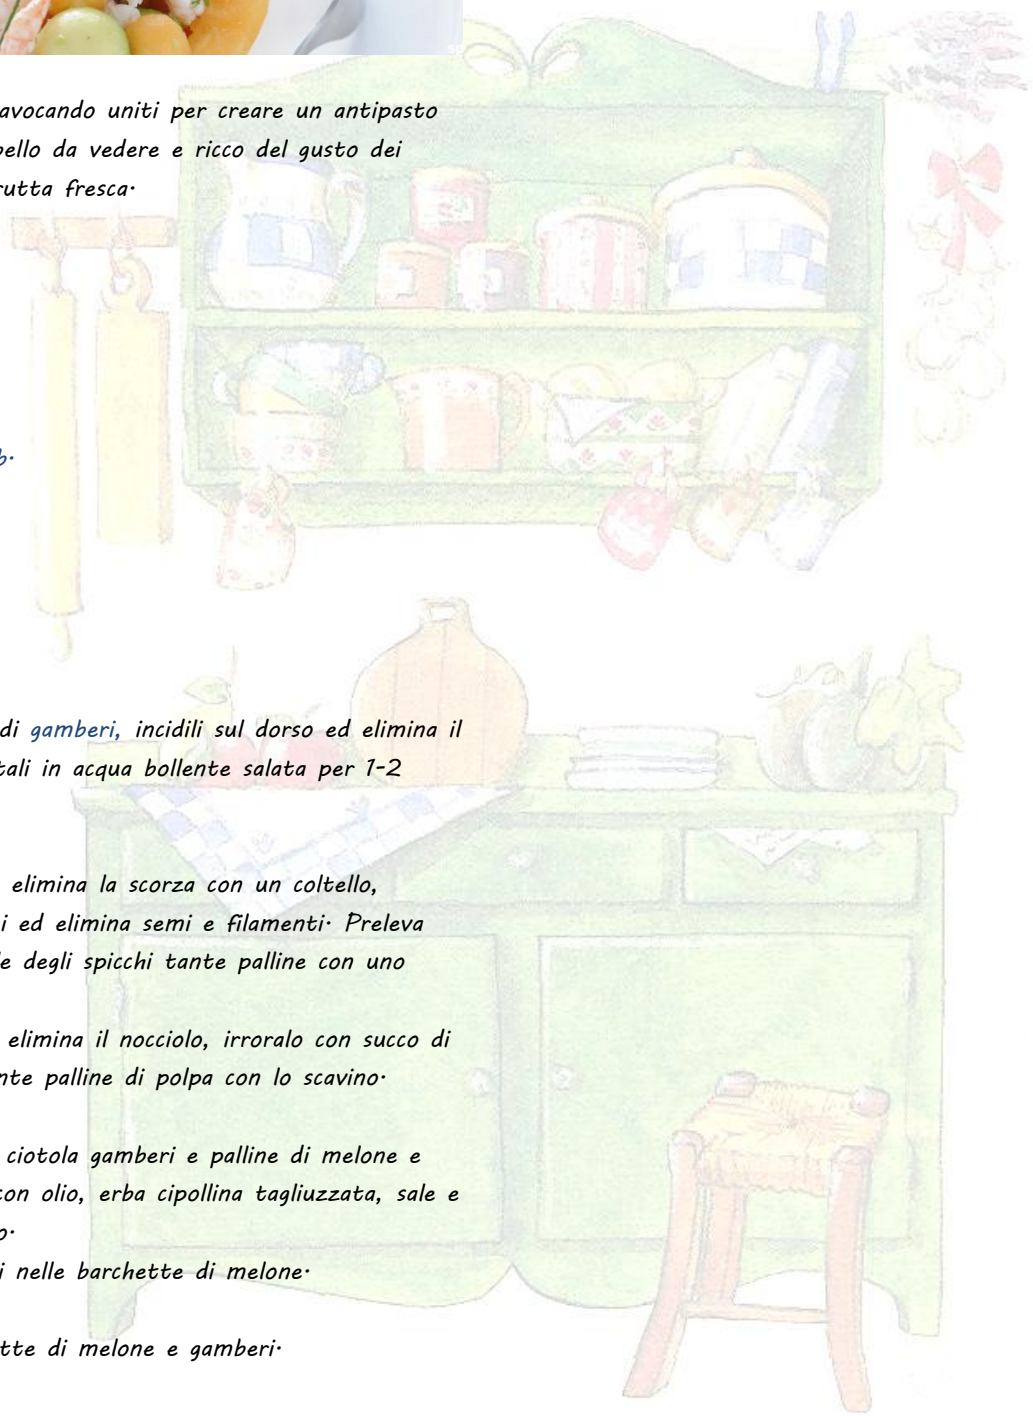 avocando uniti per creare un antipasto
bello da vedere e ricco del gusto dei
rutta fresca·
b·
di gamberi, incidili sul dorso ed elimina il
tali in acqua bollente salata per 1-2
elimina la scorza con un coltello,
i ed elimina semi e filamenti· Preleva
e degli spicchi tante palline con uno
elimina il nocciolo, irroralo con succo di
nte palline di polpa con lo scavino·
ciotola gamberi e palline di melone e
con olio, erba cipollina tagliuzzata, sale e
o·
i nelle barchette di melone·
tte di melone e gamberi·